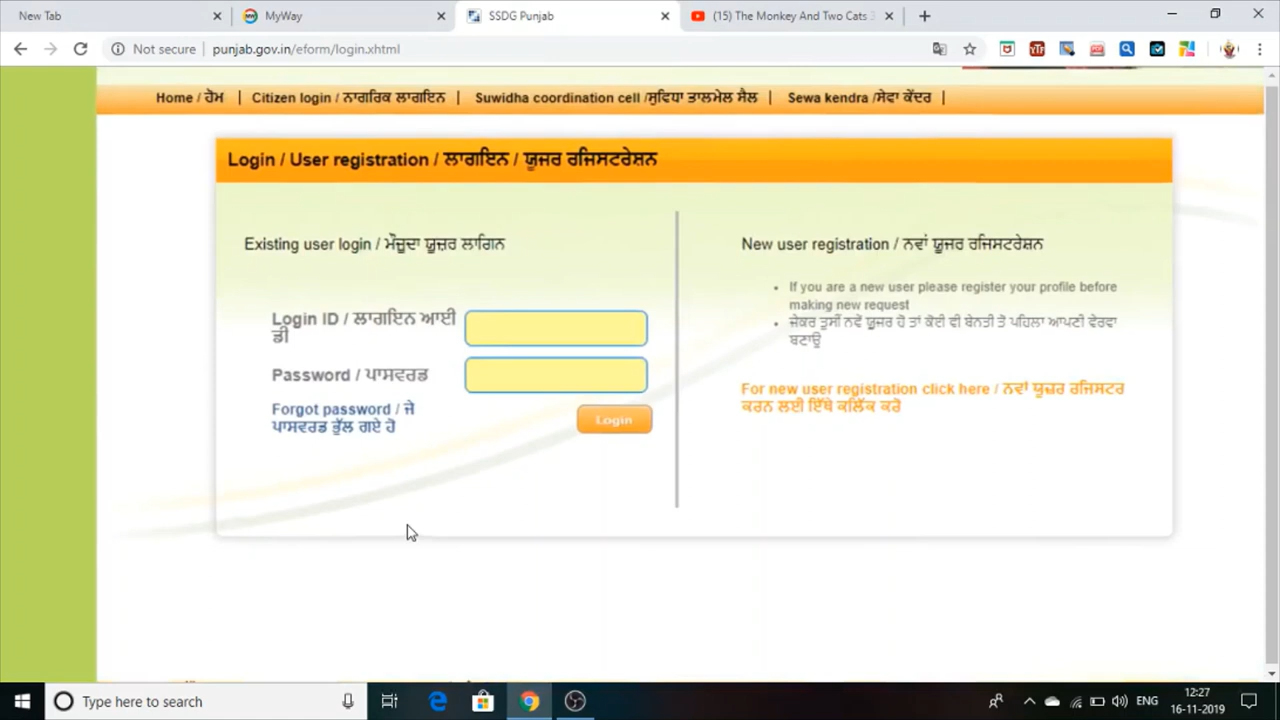 New Tab
MyWay
SSDG Punjab
(15) The Monkey And Two Cats
Not secure | punjab.gov.in/eform/login.xhtml
Home / ਹੋਮ | Citizen login / ਨਾਗਰਿਕ ਲਾਗਇਨ | Suwidha coordination cell /ਸੁਵਿਧਾ ਤਾਲਮੇਲ ਸੈਲ | Sewa kendra /ਸੇਵਾ ਕੇਂਦਰ |
Login / User registration / ਲਾਗਇਨ / ਯੂਜਰ ਰਜਿਸਟਰੇਸ਼ਨ
Existing user login / ਮੌਜੂਦਾ ਯੂਜ਼ਰ ਲਾਗਿਨ
Login ID / ਲਾਗਇਨ ਆਈ
ਡੀ
Password / ਪਾਸਵਰਡ
Forgot password / ਜੇ
ਪਾਸਵਰਡ ਭੁੱਲ ਗਏ ਹੋ
Login
New user registration / ਨਵਾਂ ਯੂਜਰ ਰਜਿਸਟਰੇਸ਼ਨ
If you are a new user please register your profile before
making new request
ਜੇਕਰ ਤੁਸੀਂ ਨਵੇਂ ਯੂਜਰ ਹੋ ਤਾਂ ਕੋਈ ਵੀ ਬੇਨਤੀ ਤੋ ਪਹਿਲਾ ਆਪਣੀ ਵੇਰਵਾ
ਬਣਾਉ
For new user registration click here / ਨਵਾਂ ਯੂਜ਼ਰ ਰਜਿਸਟਰ
ਕਰਨ ਲਈ ਇੱਥੇ ਕਲਿੱਕ ਕਰੋ
Type here to search
ENG
12:27
16-11-2019